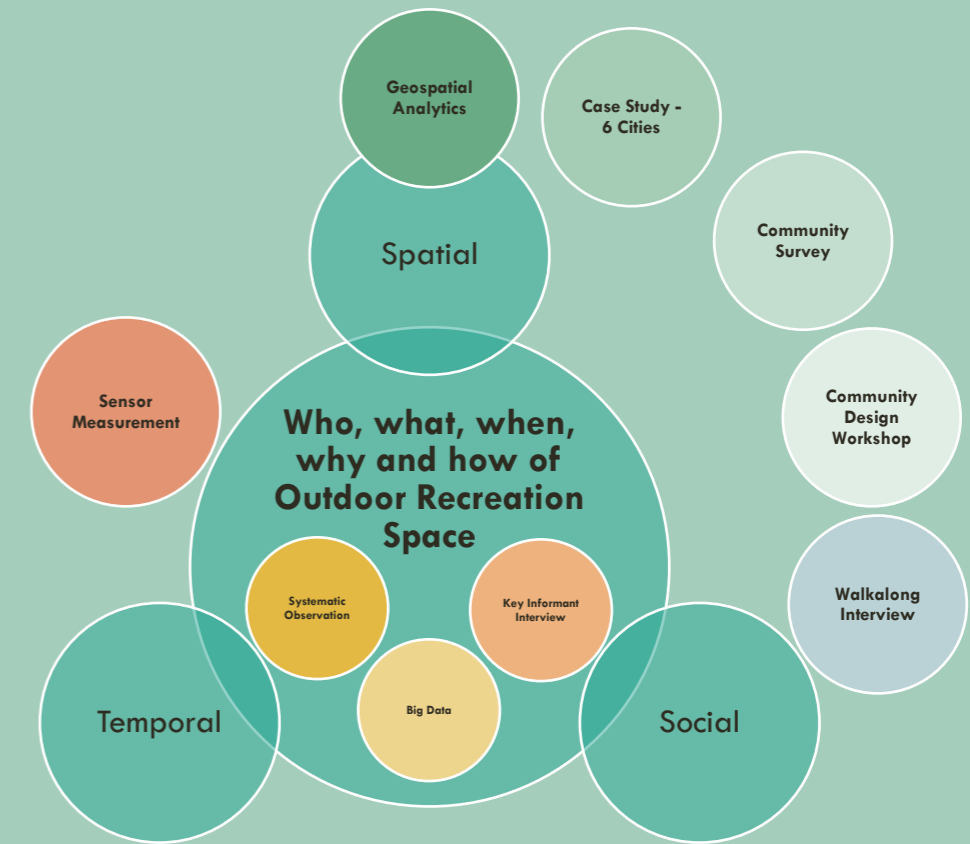 Geospatial
Analytics
Case Study -
6 Cities
Community
Survey
Spatial
Sensor
Measurement
Community
Design
Workshop
Who, what, when,
why and how of
Outdoor Recreation
Space
Systematic
Observation
Key Informant
Interview
Walkalong
Interview
Big Data
Temporal
Social